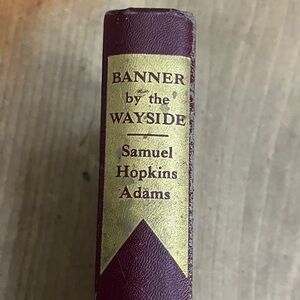 BANNER
by the
WAYSIDE
Samuel
Hopkins
Adams